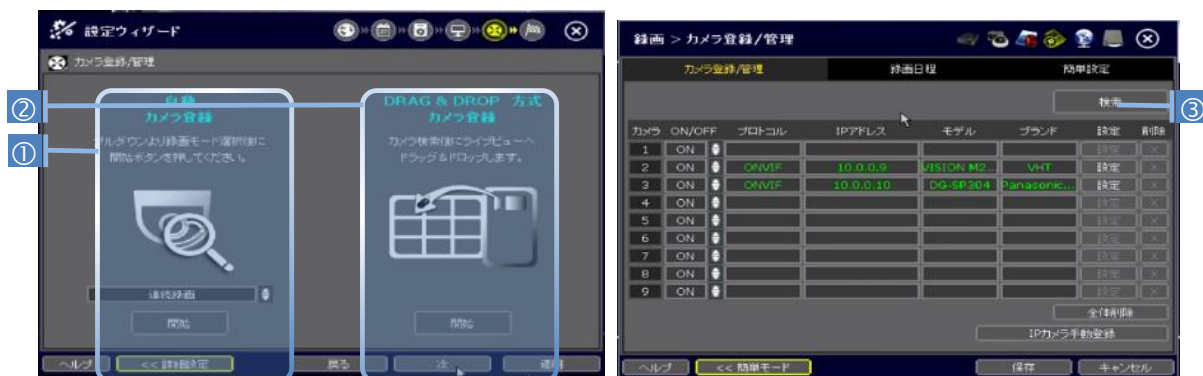 設定ウィザード
カメラ登録/管理
②
①
自動
カメラ登録
プルダウンより録画モード選択後に
開始ボタンを押してください。
連続録画
開始
DRAG & DROP 方式
カメラ登録
カメラ検索後にライブビューへ
ドラッグ&ドロップします。
開始
ヘルプ
<< 詳細設定
戻る
次
適用
録画 > カメラ登録/管理
カメラ登録/管理 録画日程 簡単設定
検索
③
カメラ ON/OFF プロトコル IPアドレス モデル ブランド 設定 削除
1 ON 設定 X
2 ON ONVIF 10.0.0.9 VISION M2... VHT 設定 X
3 ON ONVIF 10.0.0.10 DG-SP304 Panasonic... 設定 X
4 ON 設定 X
5 ON 設定 X
6 ON 設定 X
7 ON 設定 X
8 ON 設定 X
9 ON 設定 X
全体削除
IPカメラ手動登録
ヘルプ
<< 簡単モード
保存
キャンセル